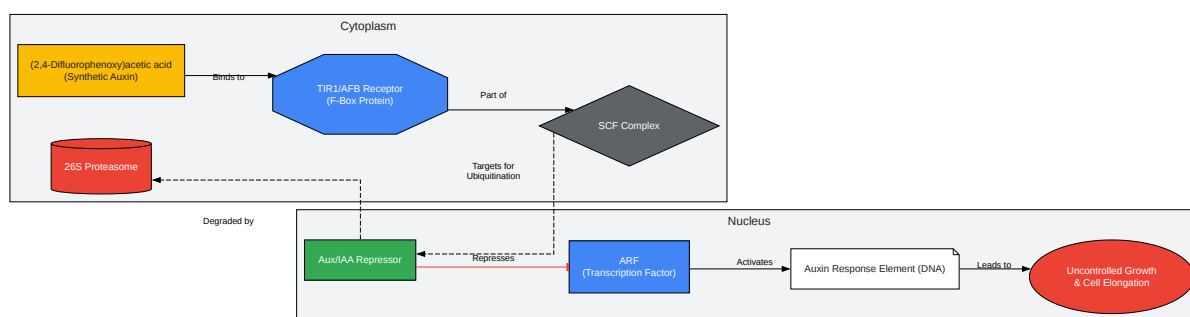 Cytoplasm
(2,4-Difluorophenoxy)acetic acid
(Synthetic Auxin)
Binds to
TIR1/AFB Receptor
(F-Box Protein)
Part of
SCF Complex
26S Proteasome
Targets for
Ubiquitination
Degraded by
Nucleus
Aux/IAA Repressor
Represses
ARF
(Transcription Factor)
Activates
Auxin Response Element (DNA)
Leads to
Uncontrolled Growth
& Cell Elongation